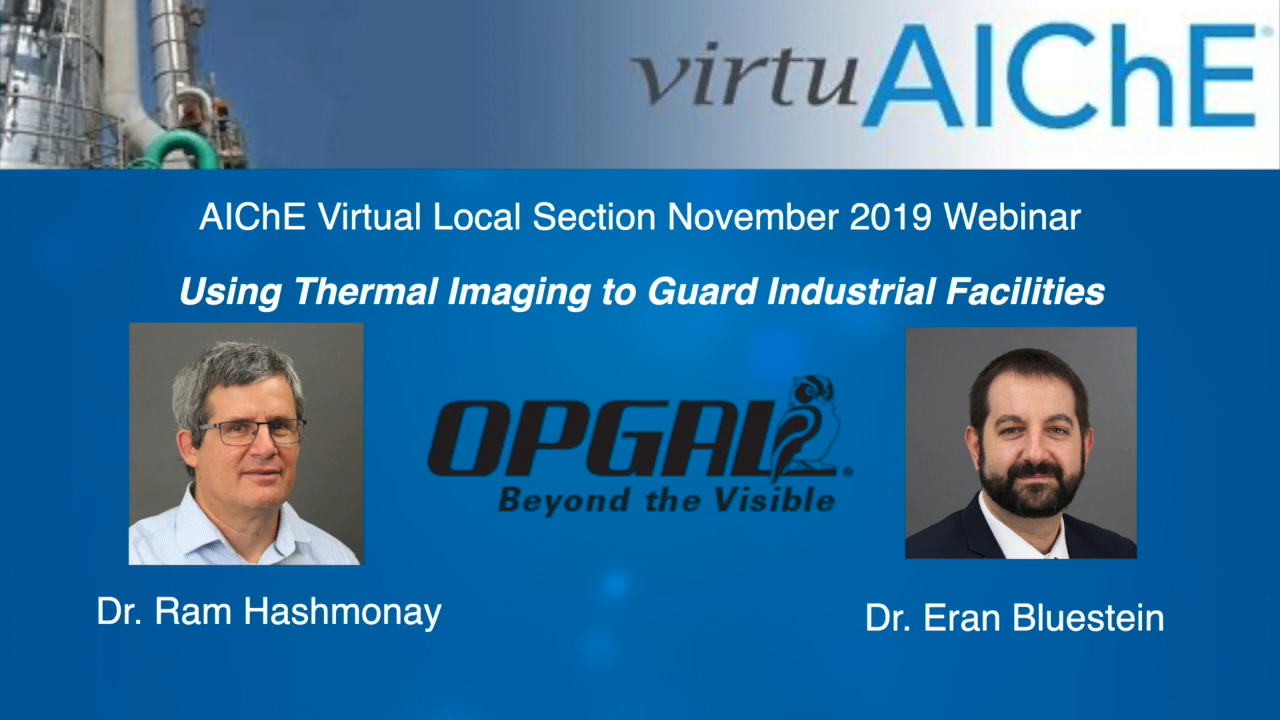 virtuAIChE®
AIChE Virtual Local Section November 2019 Webinar
Using Thermal Imaging to Guard Industrial Facilities
OPGAL®
Beyond the Visible
Dr. Ram Hashmonay
Dr. Eran Bluestein